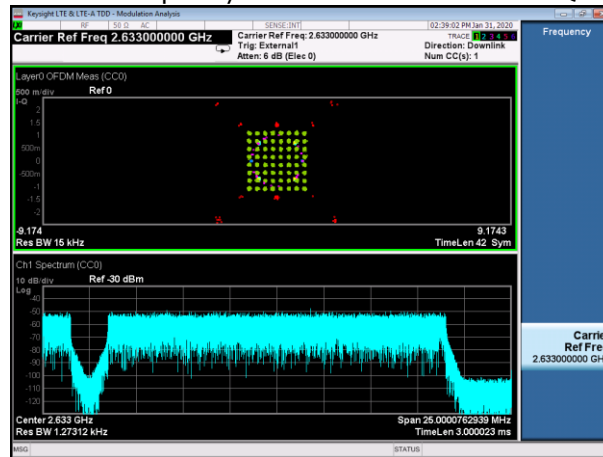 Keysight LTE & LTE-A TDD - Modulation Analysis
RF 50 Ω AC SENSE:INT 02:39:02 PM Jan 31, 2020
Carrier Ref Freq 2.633000000 GHz
Carrier Ref Freq: 2.633000000 GHz
Trig: External1
Atten: 6 dB (Elec 0)
TRACE 1 2 3 4 5 6
Direction: Downlink
Num CC(s): 1
Frequency
Layer0 OFDM Meas (CC0)
500 m/div Ref 0
I-Q
2
1.5
1
500m
0
-500m
-1
-1.5
-2
-9.174 9.1743
Res BW 15 kHz TimeLen 42 Sym
Ch1 Spectrum (CC0)
10 dB/div Ref -30 dBm
Log
-40
-50
-60
-70
-80
-90
-100
-110
-120
Center 2.633 GHz Span 25.0000762939 MHz
Res BW 1.27312 kHz TimeLen 3.000023 ms
Carrie
Ref Fre
2.633000000 GH
MSG STATUS